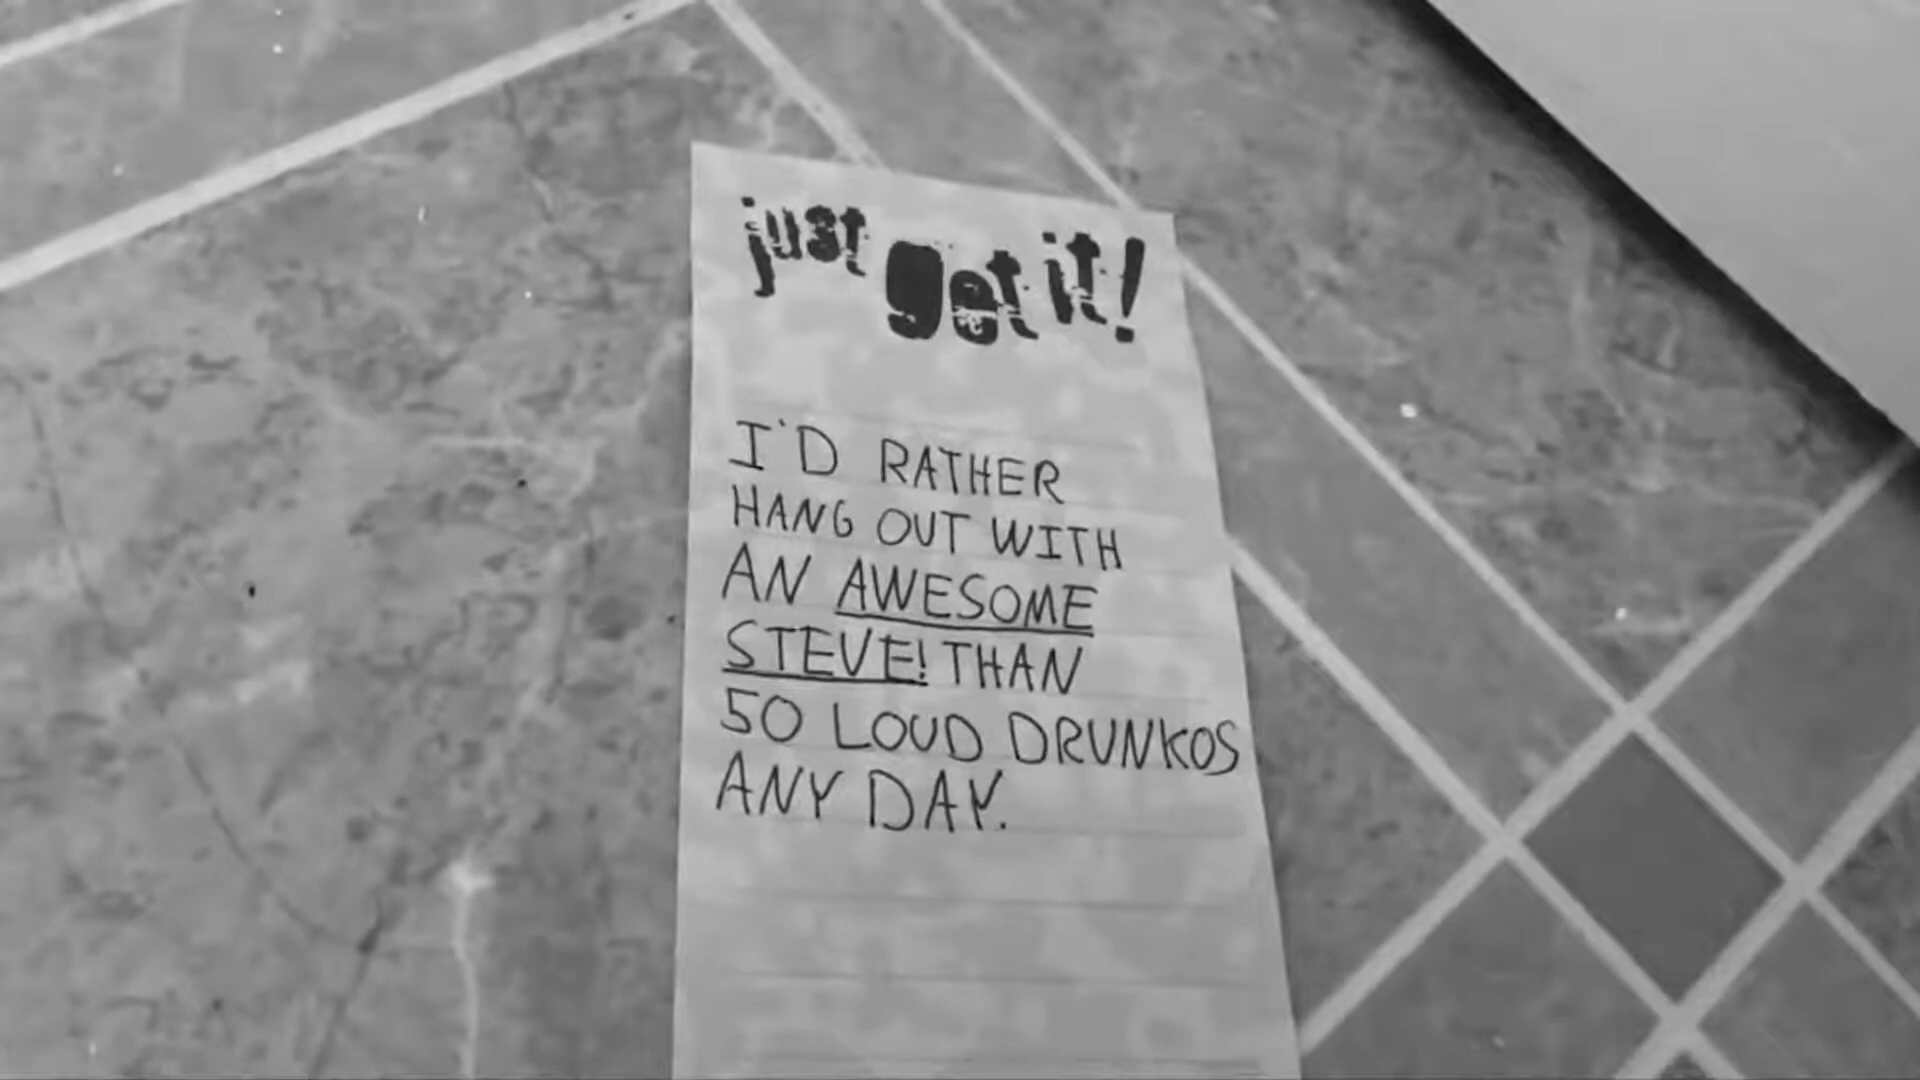 just get it!
I'D RATHER
HANG OUT WITH
AN AWESOME
STEVE! THAN
50 LOUD DRUNKOS
ANY DAY.